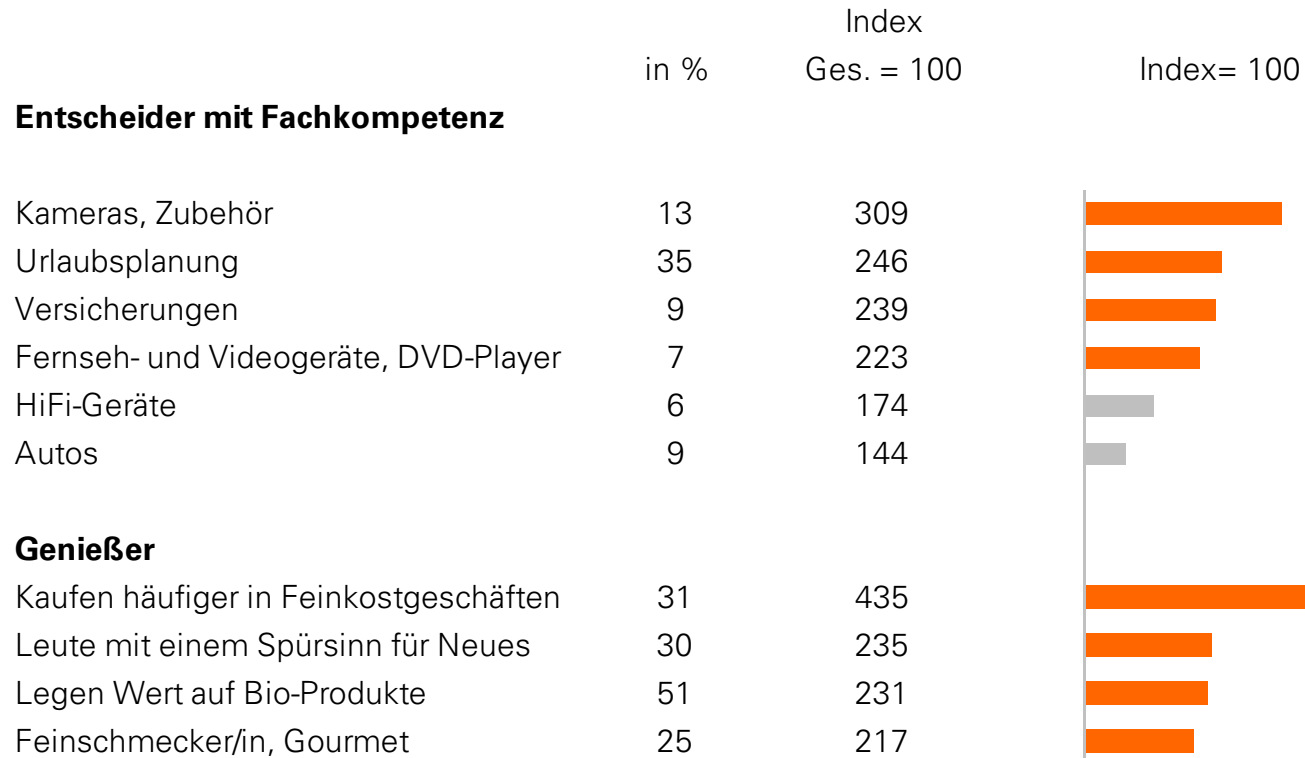 Index
in % Ges. = 100 Index= 100
Entscheider mit Fachkompetenz
Kameras, Zubehör 13 309
Urlaubsplanung 35 246
Versicherungen 9 239
Fernseh- und Videogeräte, DVD-Player 7 223
HiFi-Geräte 6 174
Autos 9 144
Genießer
Kaufen häufiger in Feinkostgeschäften 31 435
Leute mit einem Spürsinn für Neues 30 235
Legen Wert auf Bio-Produkte 51 231
Feinschmecker/in, Gourmet 25 217